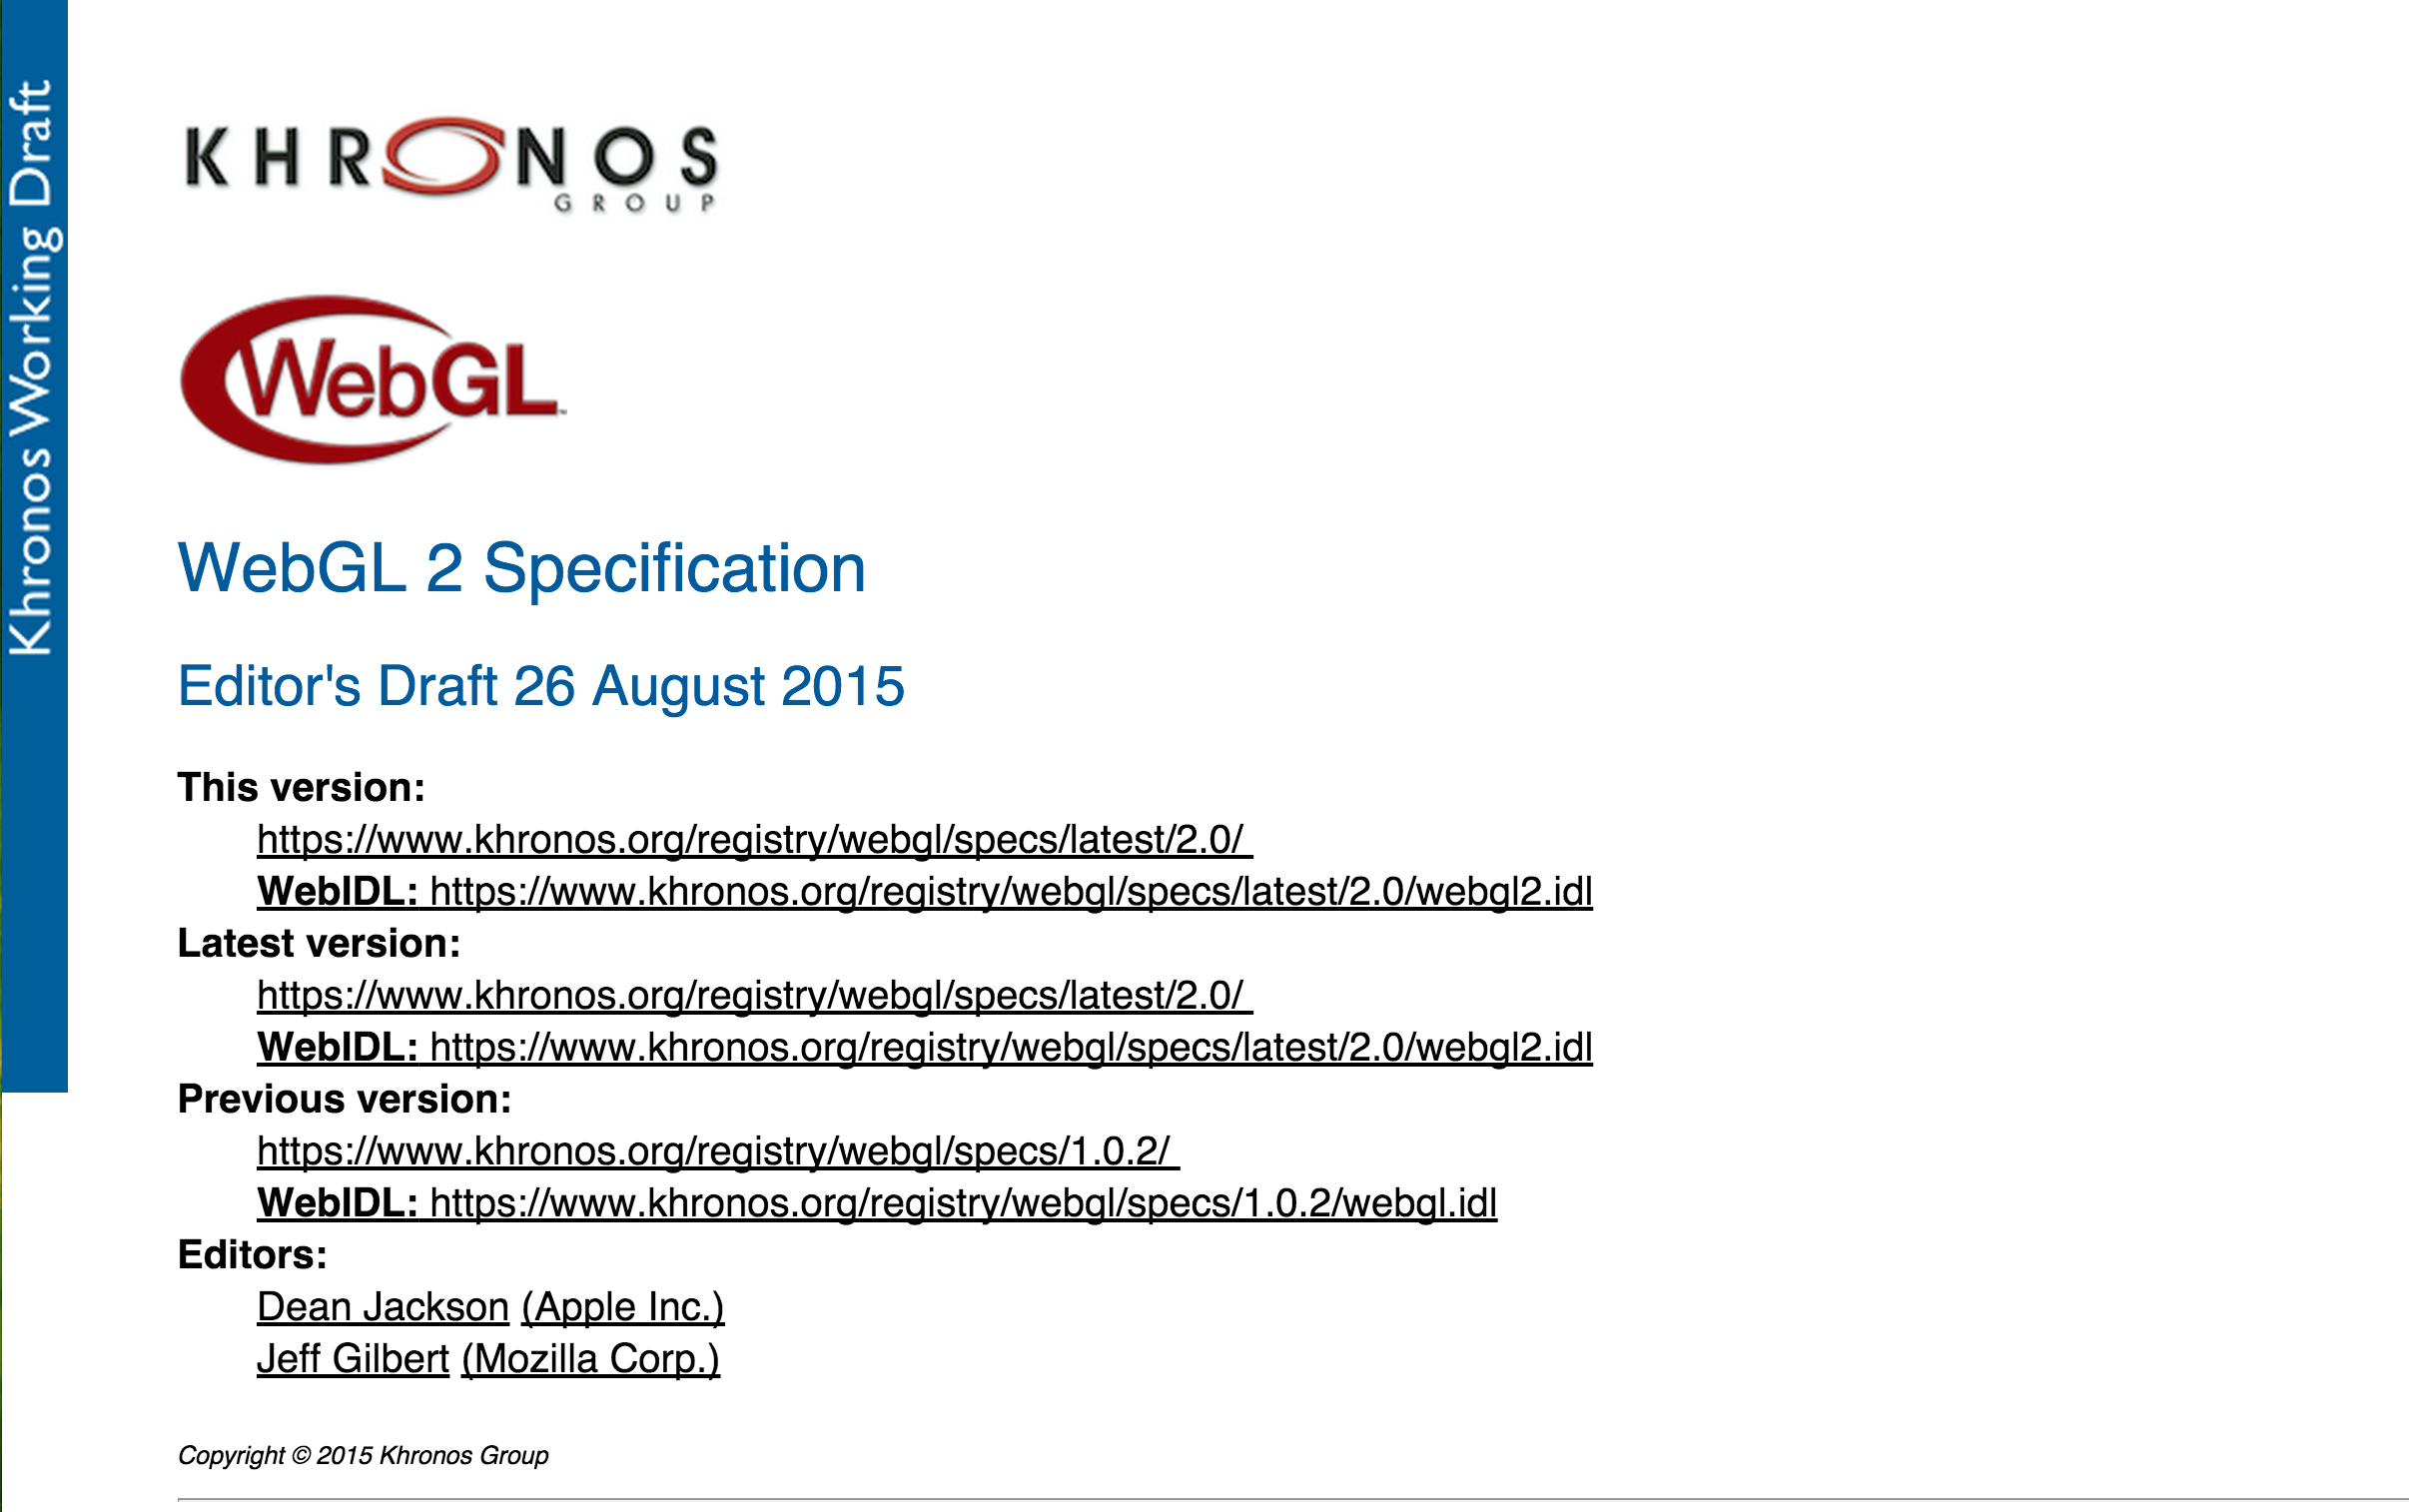 Khronos Working Draft
KHRONOS
GROUP
WebGL™
WebGL 2 Specification
Editor's Draft 26 August 2015
This version:
https://www.khronos.org/registry/webgl/specs/latest/2.0/
WebIDL: https://www.khronos.org/registry/webgl/specs/latest/2.0/webgl2.idl
Latest version:
https://www.khronos.org/registry/webgl/specs/latest/2.0/
WebIDL: https://www.khronos.org/registry/webgl/specs/latest/2.0/webgl2.idl
Previous version:
https://www.khronos.org/registry/webgl/specs/1.0.2/
WebIDL: https://www.khronos.org/registry/webgl/specs/1.0.2/webgl.idl
Editors:
Dean Jackson (Apple Inc.)
Jeff Gilbert (Mozilla Corp.)
Copyright © 2015 Khronos Group